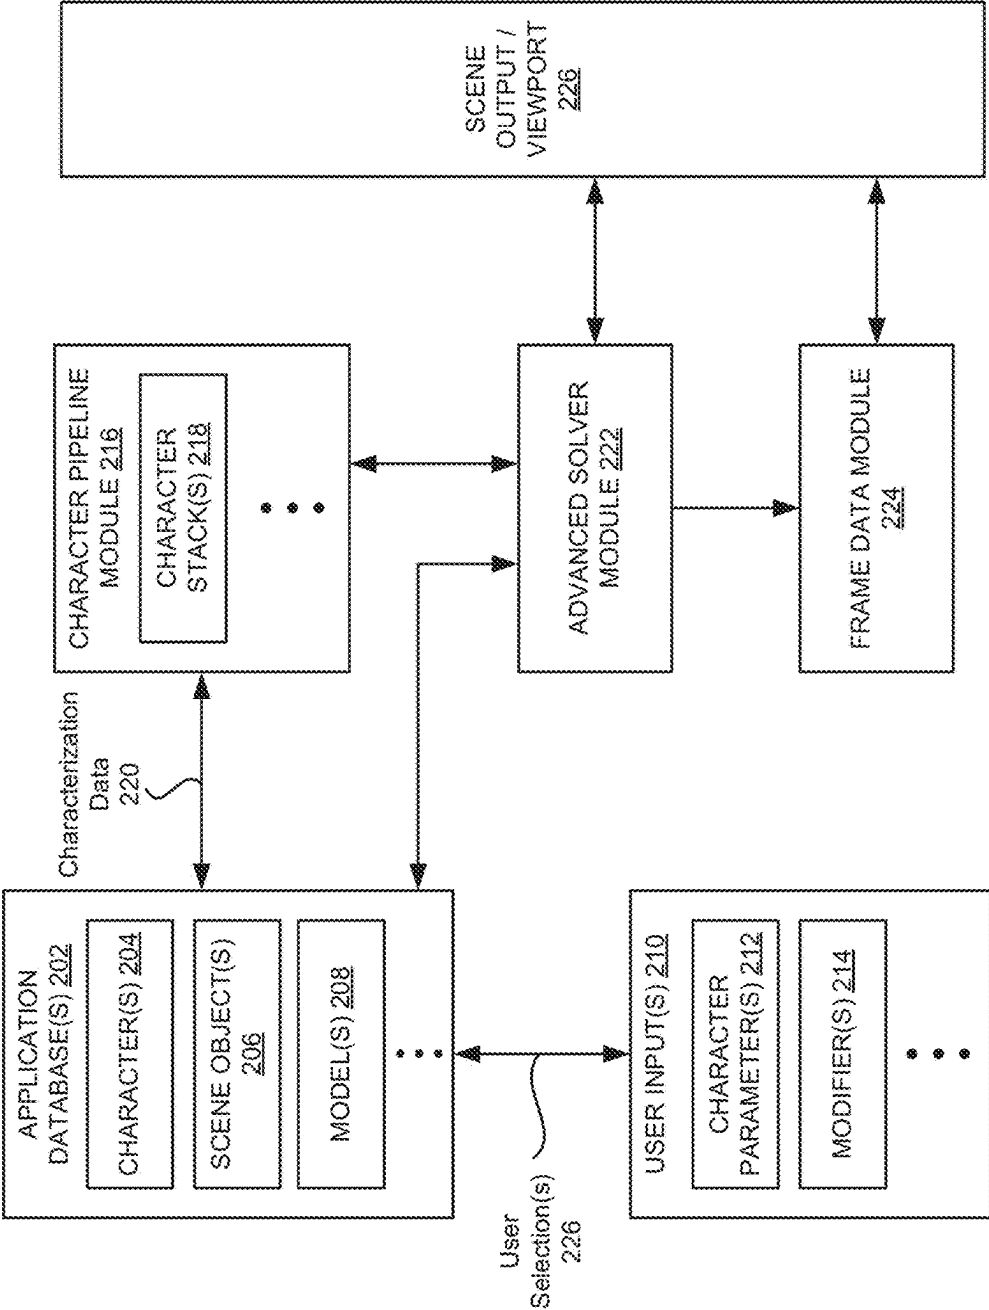 APPLICATION
DATABASE(S) 202
CHARACTER(S) 204
SCENE OBJECT(S)
206
MODEL(S) 208
User
Selection(s)
226
USER INPUT(S) 210
CHARACTER
PARAMETER(S) 212
MODIFIER(S) 214
Characterization
Data
220
CHARACTER PIPELINE
MODULE 216
CHARACTER
STACK(S) 218
ADVANCED SOLVER
MODULE 222
FRAME DATA MODULE
224
SCENE
OUTPUT /
VIEWPORT
226